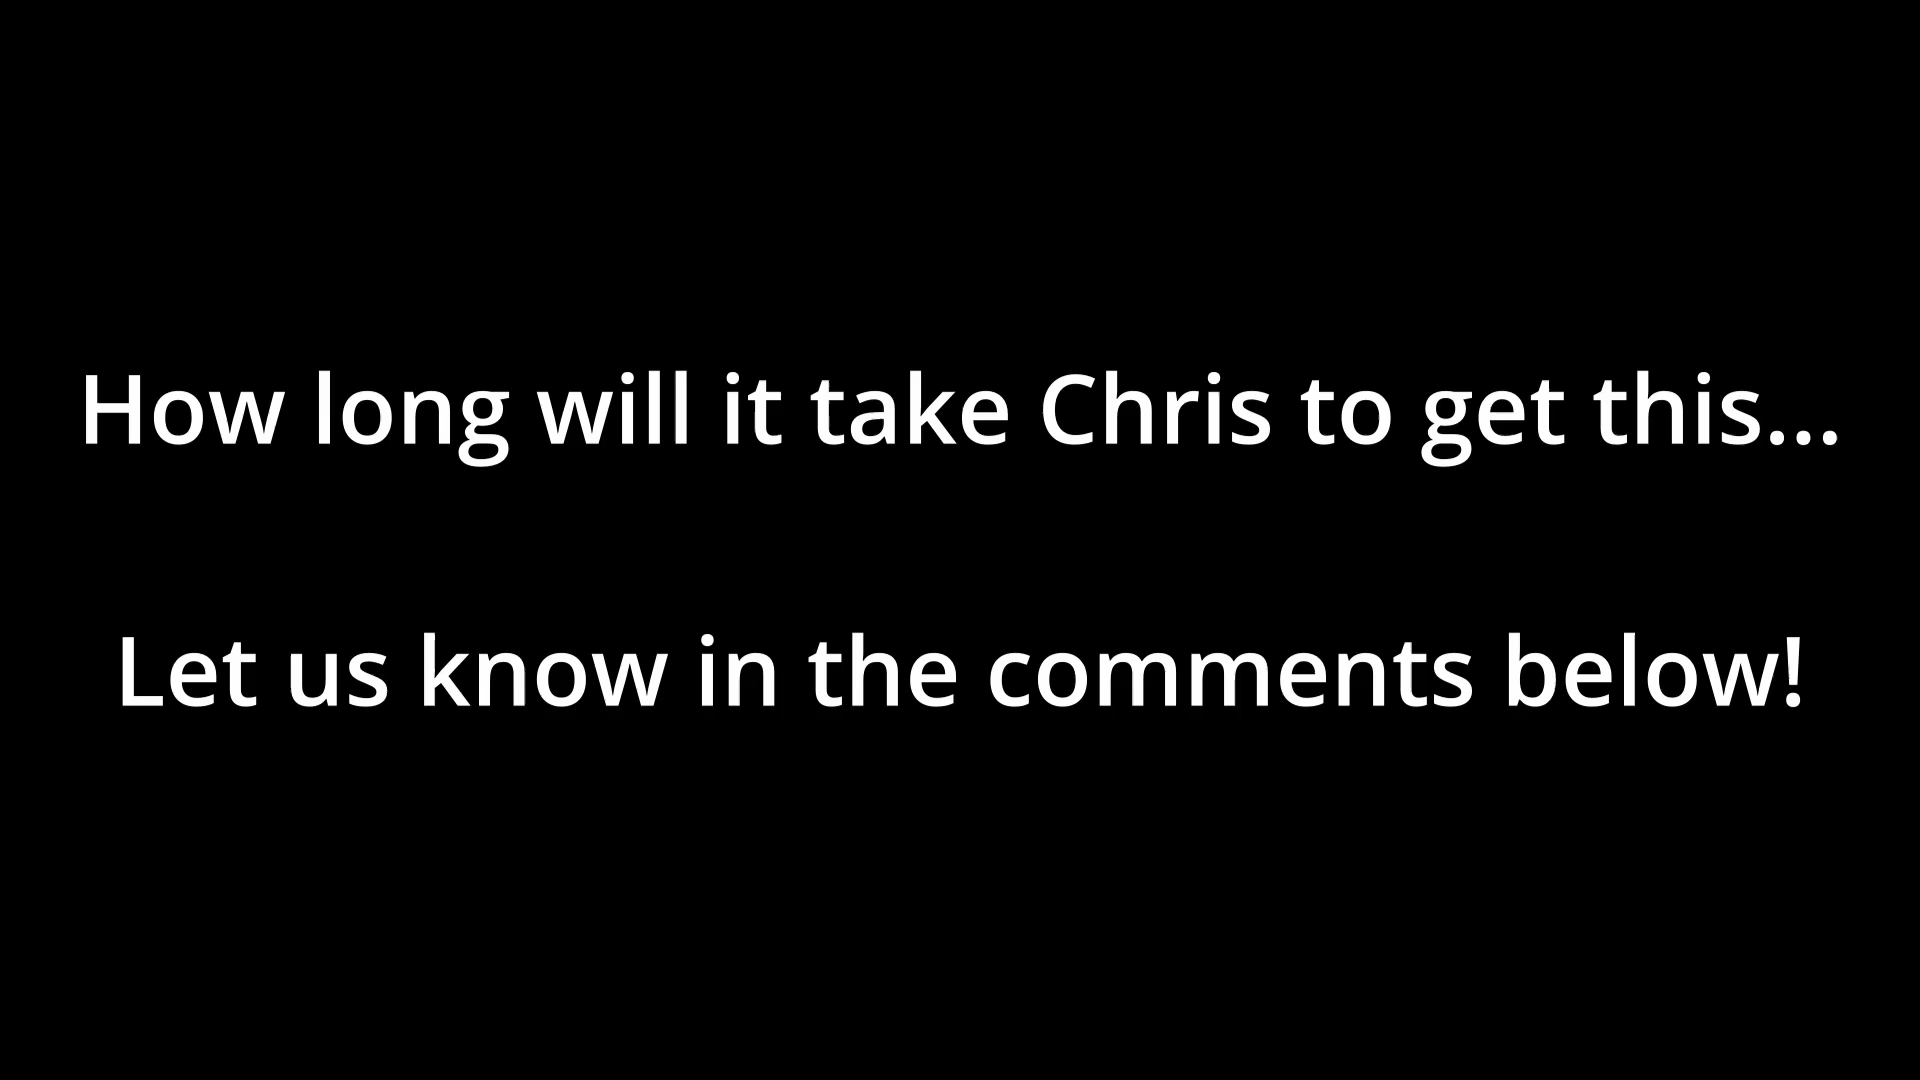 How long will it take Chris to get this...
Let us know in the comments below!